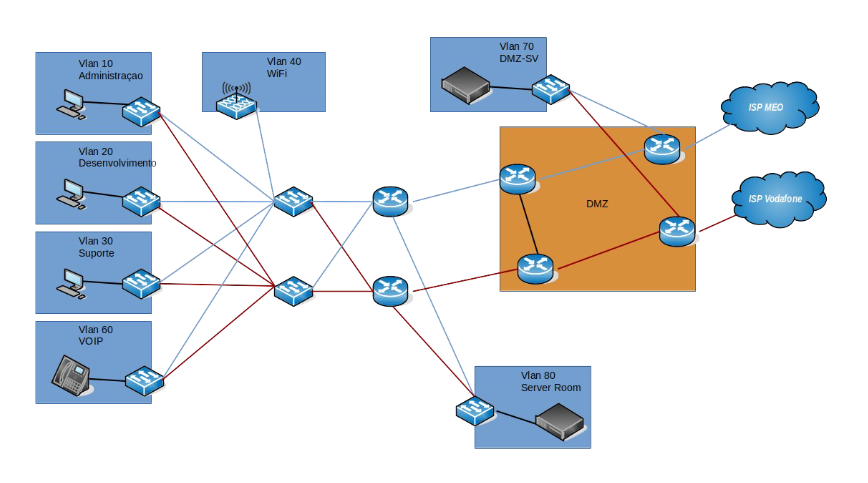 Vlan 10
Administraçao
Vlan 40
WiFi
Vlan 70
DMZ-SV
ISP MEO
Vlan 20
Desenvolvimento
DMZ
ISP Vodafone
Vlan 30
Suporte
Vlan 60
VOIP
Vlan 80
Server Room